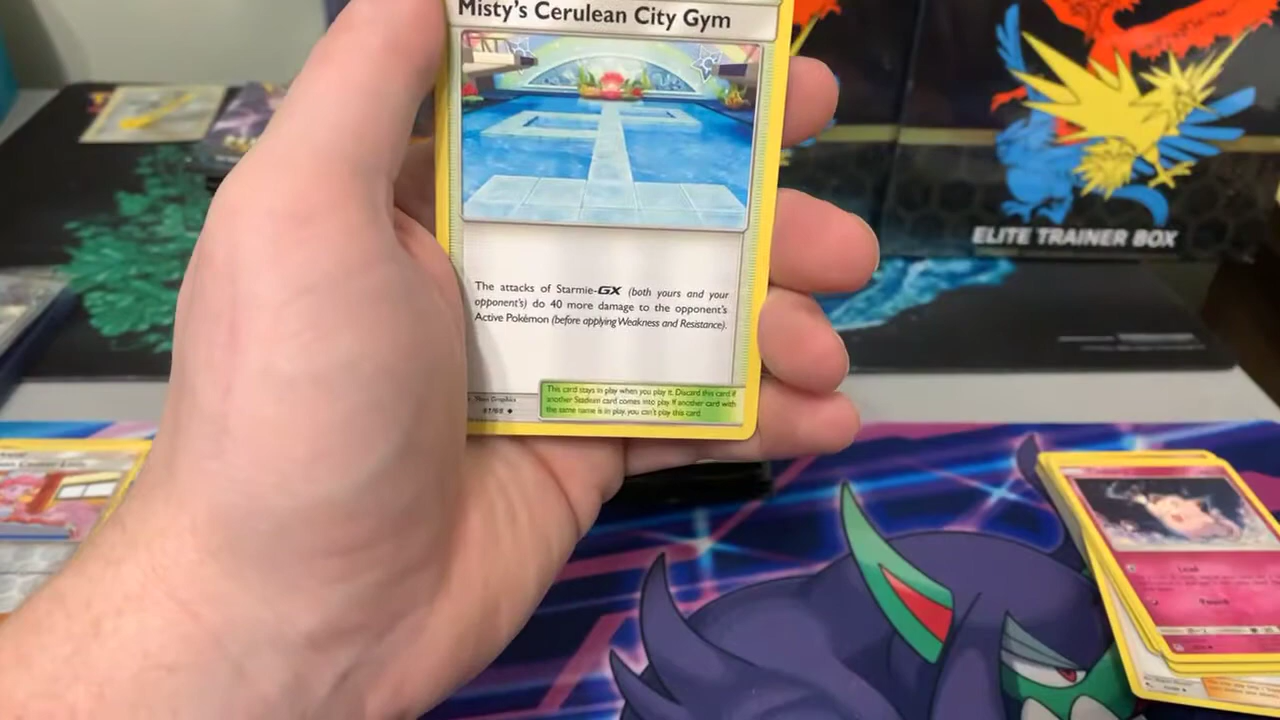 Misty's Cerulean City Gym
The attacks of Starmie-GX (both yours and your
opponent's) do 40 more damage to the opponent's
Active Pokémon (before applying Weakness and Resistance).
This card stays in play when you play it. Discard this card if
another Stadium card comes into play. If another card with
the same name is in play, you can't play this card.
Graphics
61/68
ELITE TRAINER BOX